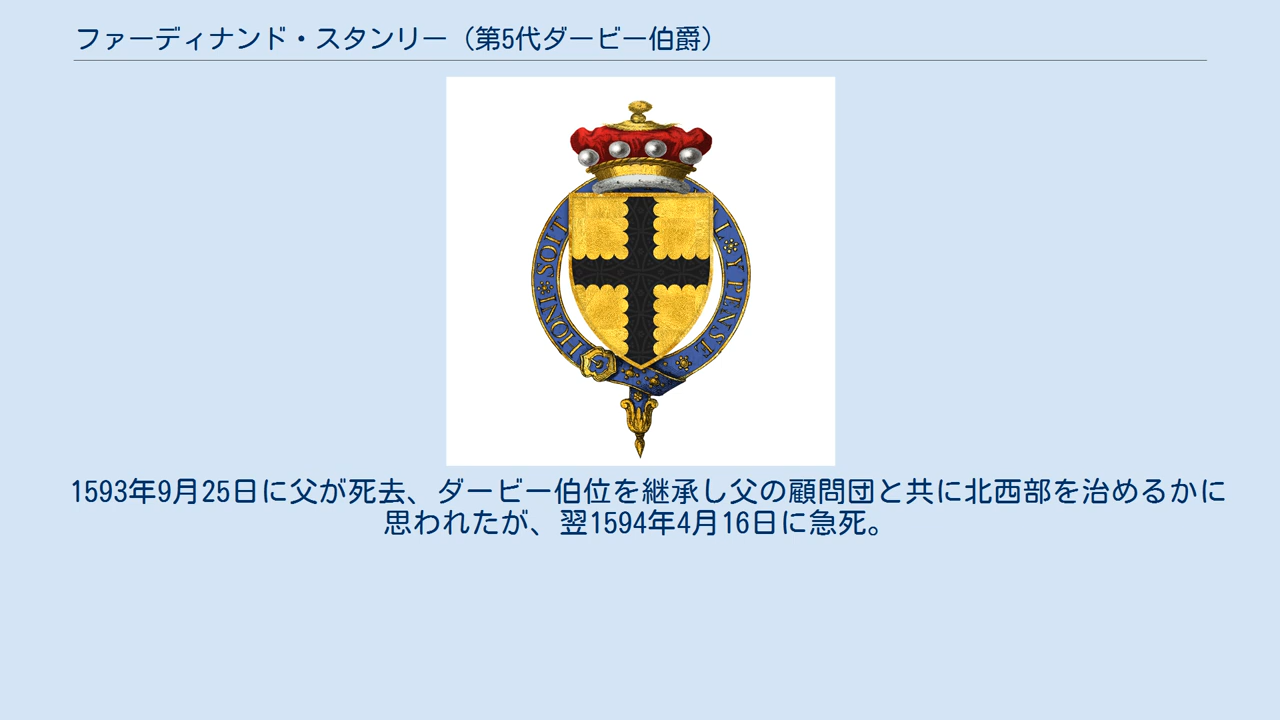 ファーディナンド・スタンリー（第5代ダービー伯爵）
HONI SOIT
L Y PENSE
1593年9月25日に父が死去、ダービー伯位を継承し父の顧問団と共に北西部を治めるかに
思われたが、翌1594年4月16日に急死。